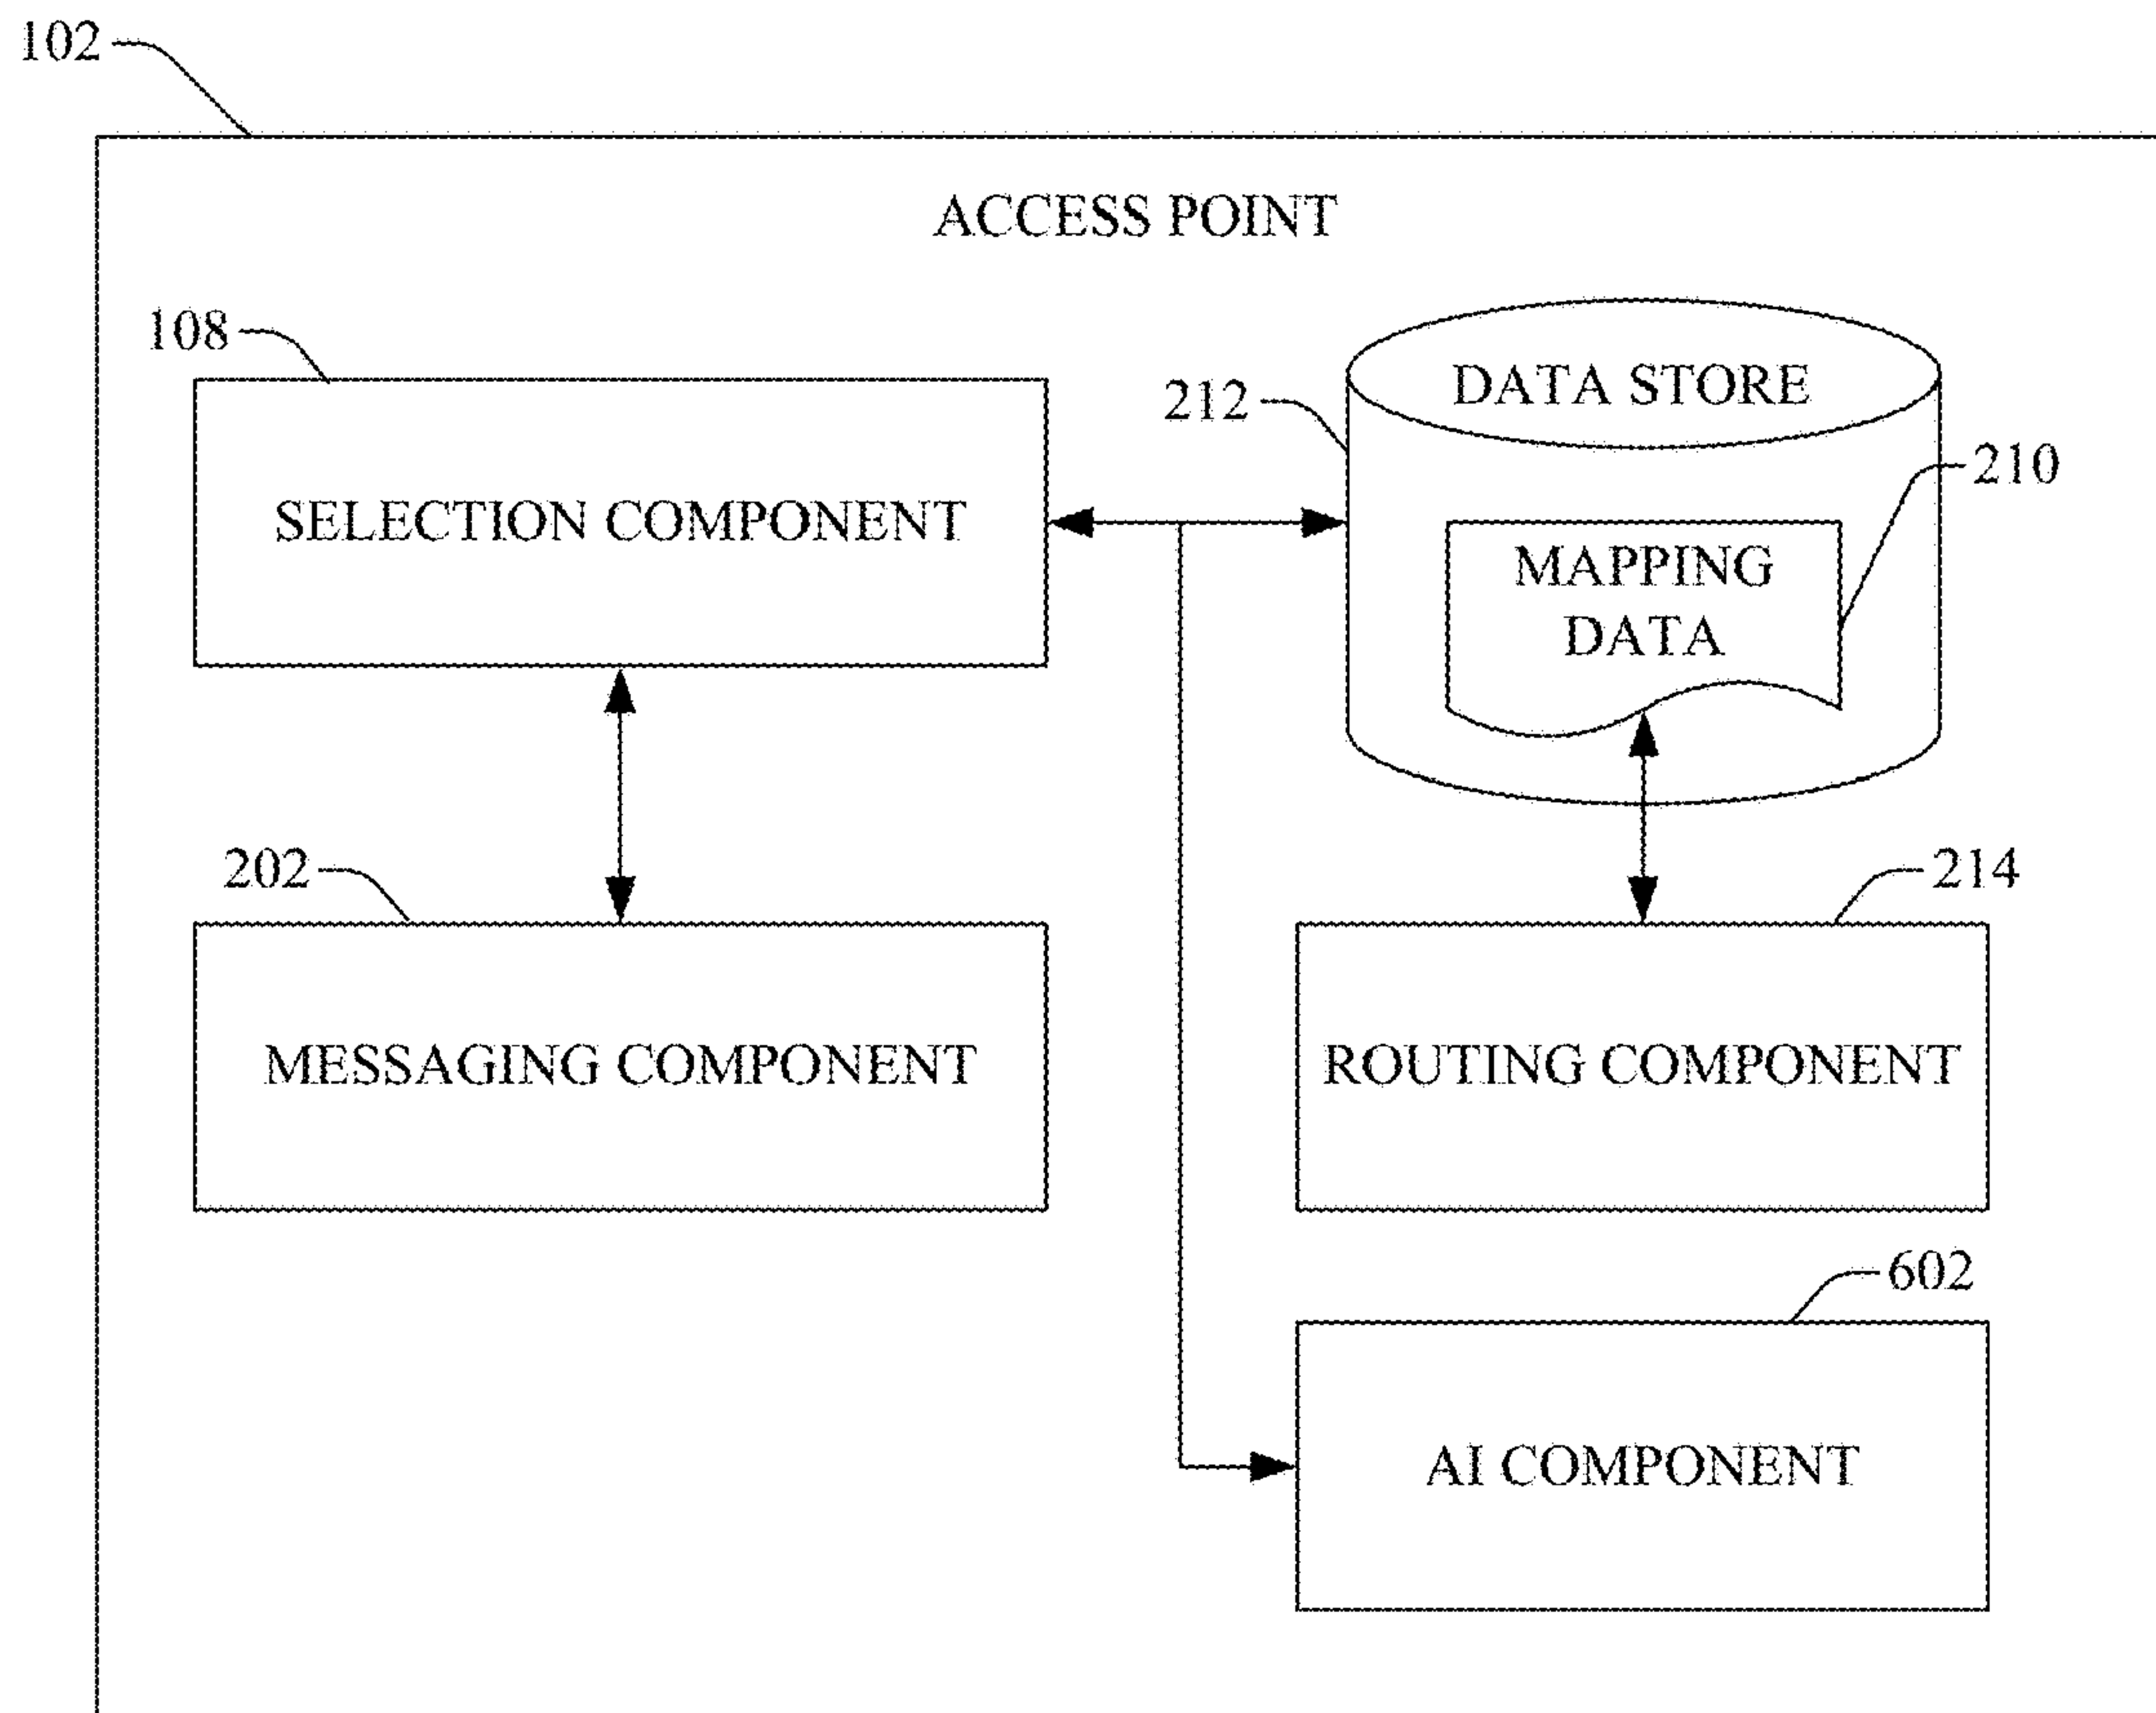 102
ACCESS POINT
108
SELECTION COMPONENT
212
DATA STORE
210
MAPPING
DATA
202
MESSAGING COMPONENT
214
ROUTING COMPONENT
602
AI COMPONENT